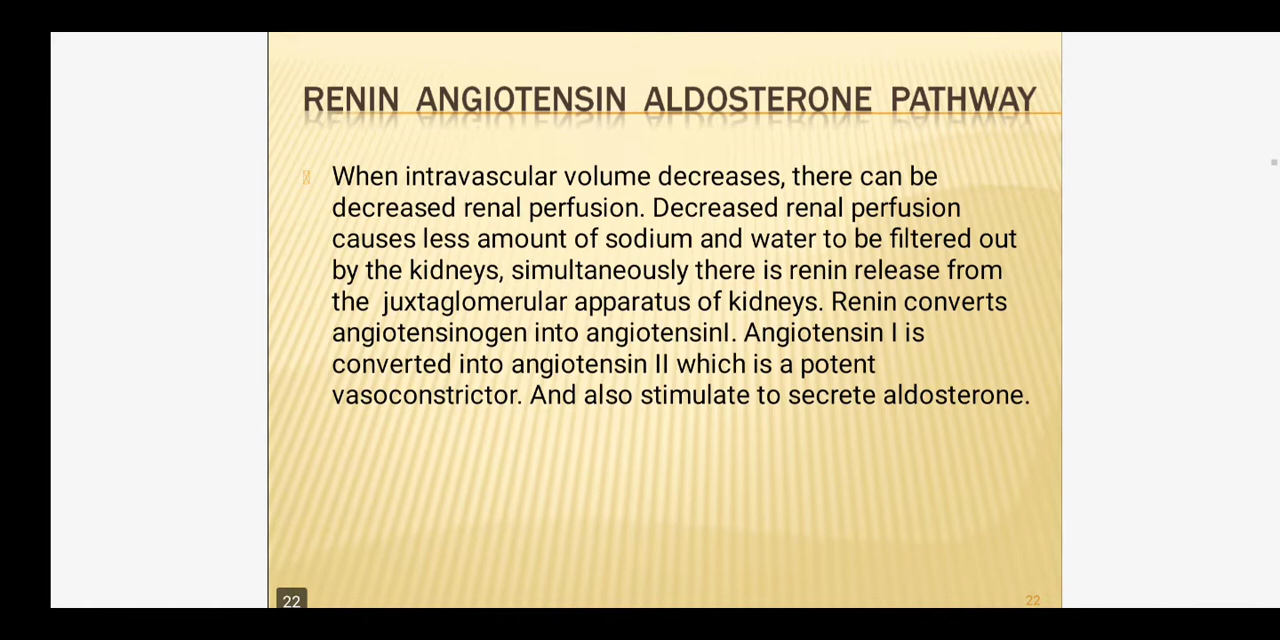 RENIN ANGIOTENSIN ALDOSTERONE PATHWAY
When intravascular volume decreases, there can be
decreased renal perfusion. Decreased renal perfusion
causes less amount of sodium and water to be filtered out
by the kidneys, simultaneously there is renin release from
the juxtaglomerular apparatus of kidneys. Renin converts
angiotensinogen into angiotensinI. Angiotensin I is
converted into angiotensin II which is a potent
vasoconstrictor. And also stimulate to secrete aldosterone.
22
22